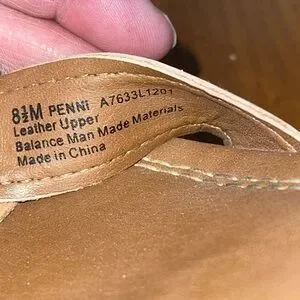 8½M PENNI A7633L1201
Leather Upper
Balance Man Made Materials
Made in China